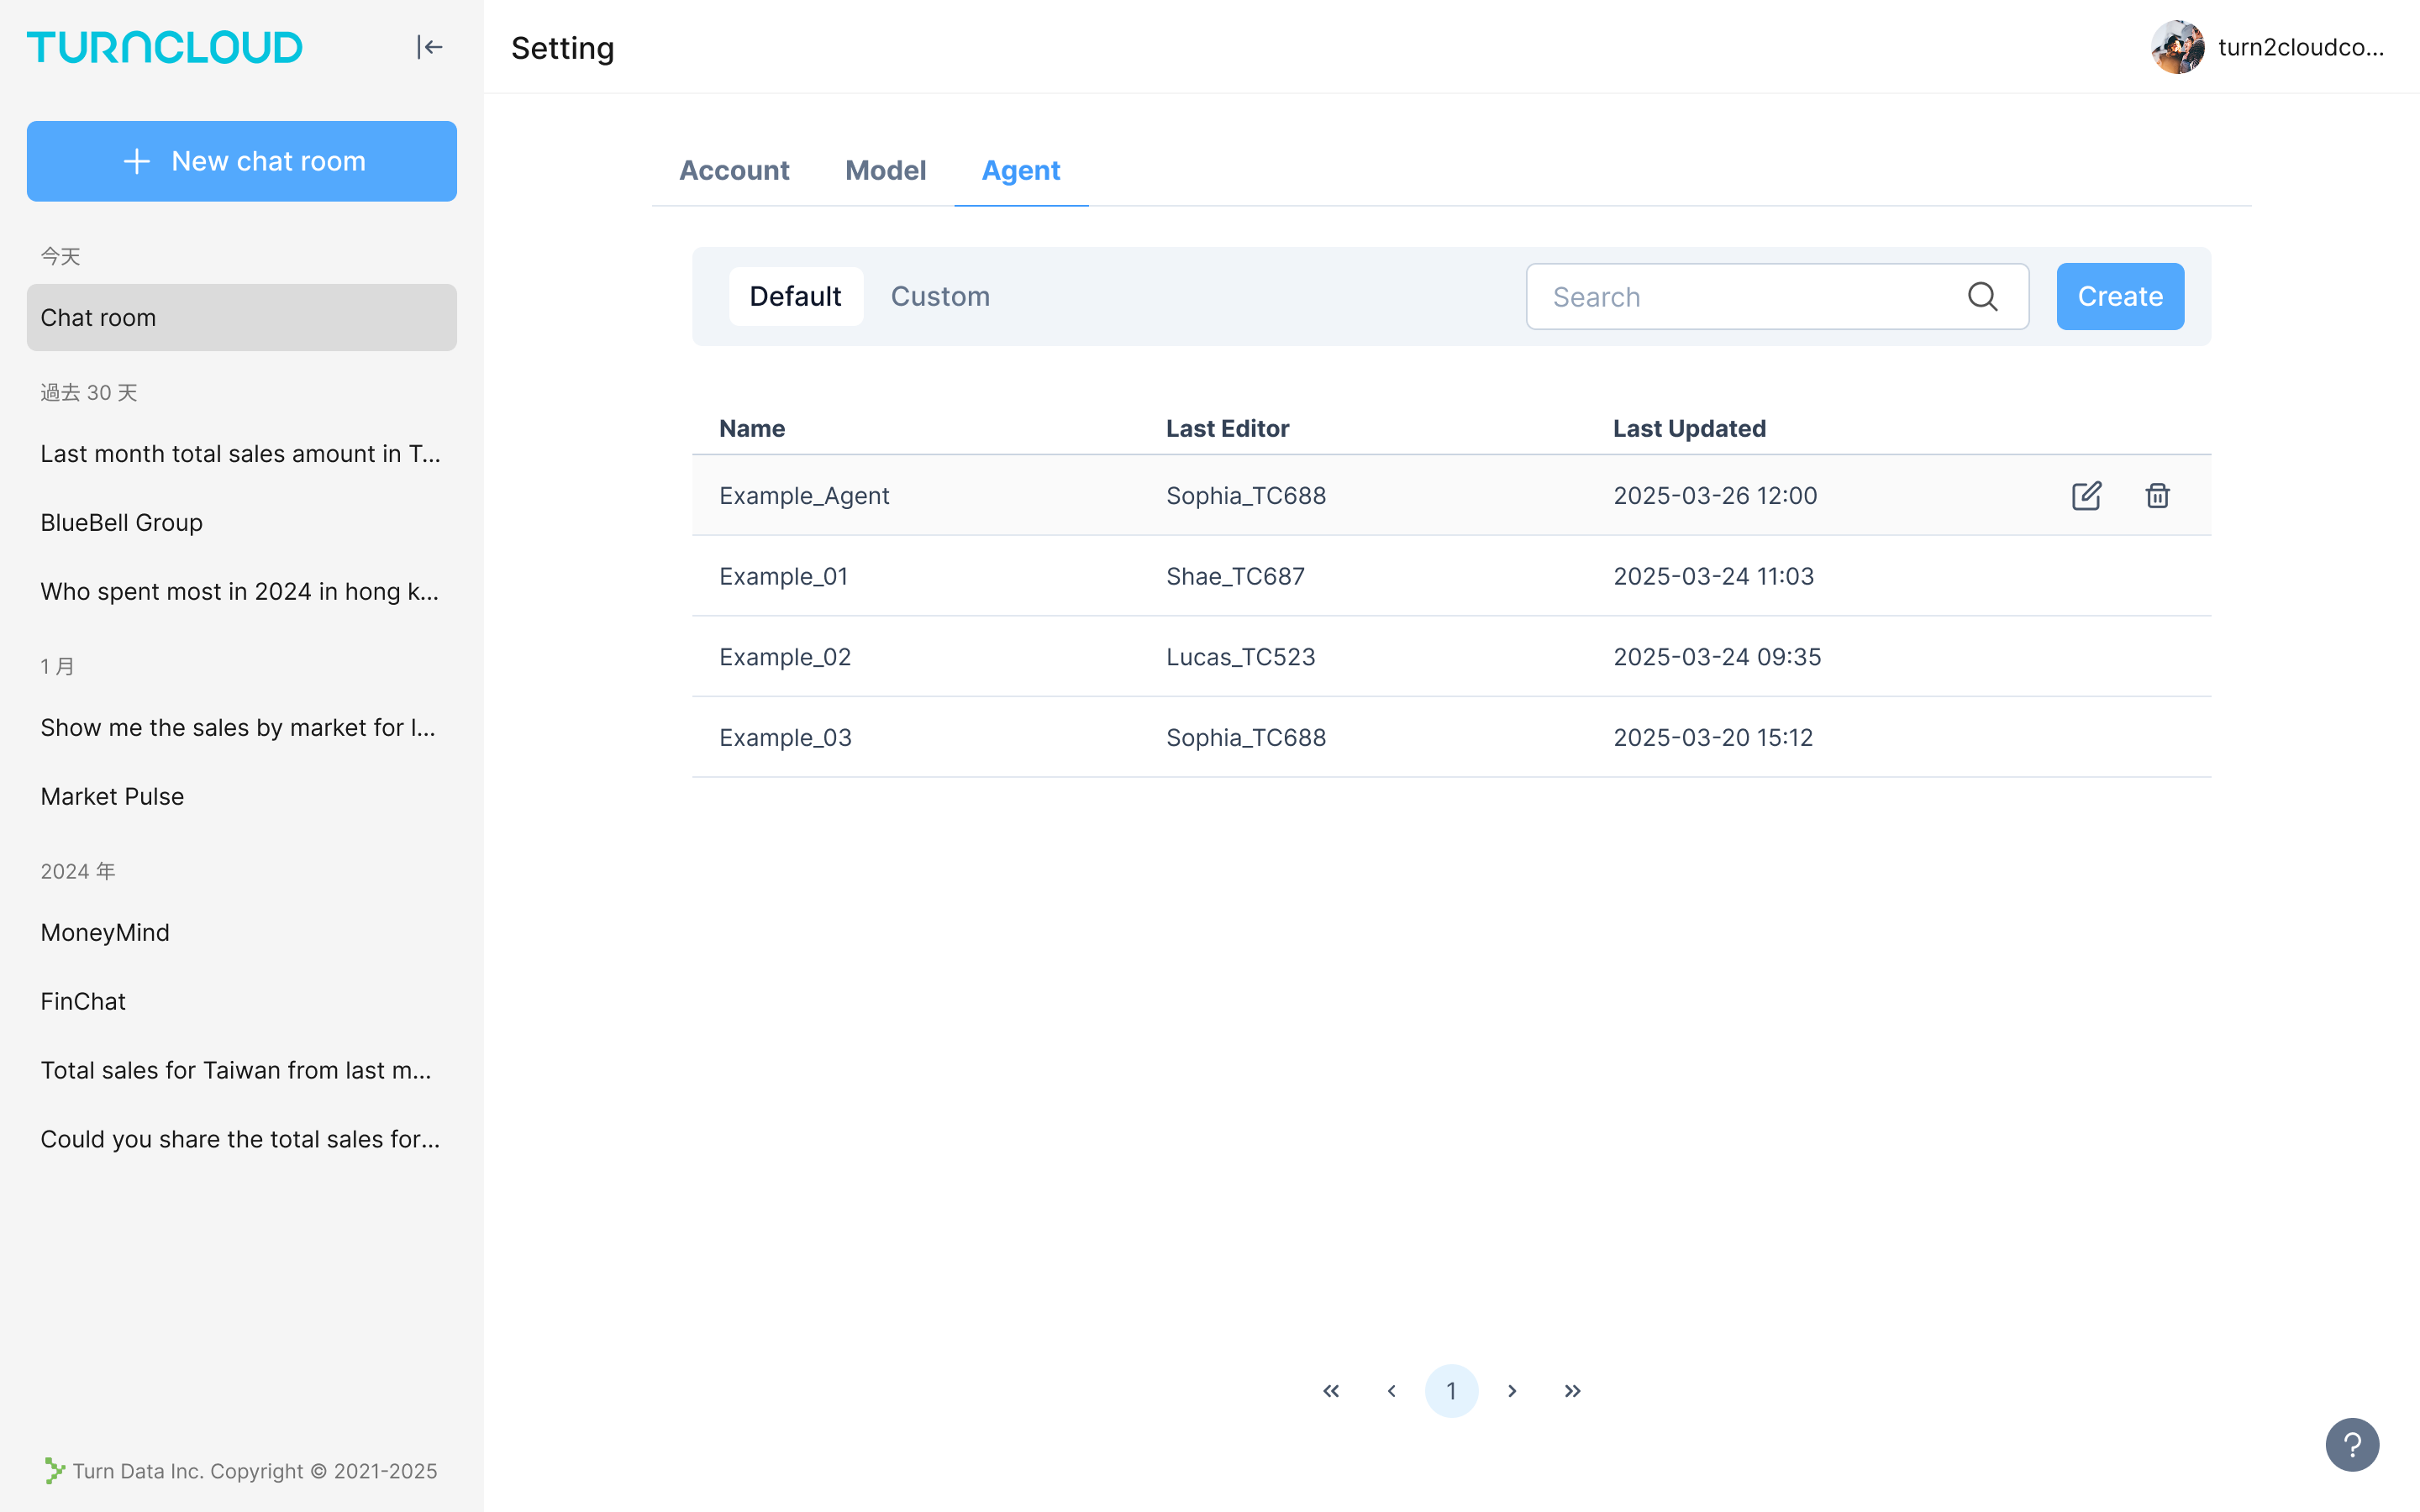 TURNCLOUD
New chat room
今天
Chat room
過去 30 天
Last month total sales amount in T...
BlueBell Group
Who spent most in 2024 in hong k...
1 月
Show me the sales by market for l...
Market Pulse
2024 年
MoneyMind
FinChat
Total sales for Taiwan from last m...
Could you share the total sales for...
Turn Data Inc. Copyright © 2021-2025
Setting
turn2cloudco...
Account Model Agent
Default Custom Search Create
Name Last Editor Last Updated
Example_Agent Sophia_TC688 2025-03-26 12:00
Example_01 Shae_TC687 2025-03-24 11:03
Example_02 Lucas_TC523 2025-03-24 09:35
Example_03 Sophia_TC688 2025-03-20 15:12
« ‹ 1 › »
?